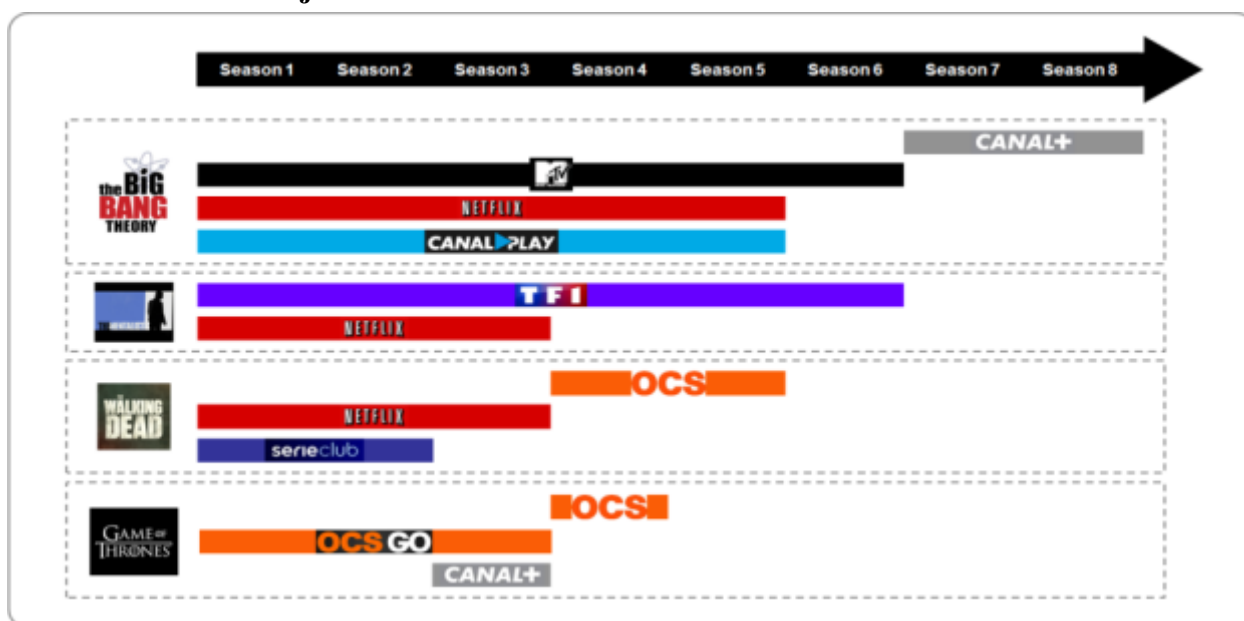 Season 1 Season 2 Season 3 Season 4 Season 5 Season 6 Season 7 Season 8
CANAL+
the BiG
BANG
THEORY
MTV
NETFLIX
CANAL PLAY
TF1
NETFLIX
OCS
THE
WALKING
DEAD
NETFLIX
serieclub
OCS
GAME OF
THRONES
OCS GO
CANAL+